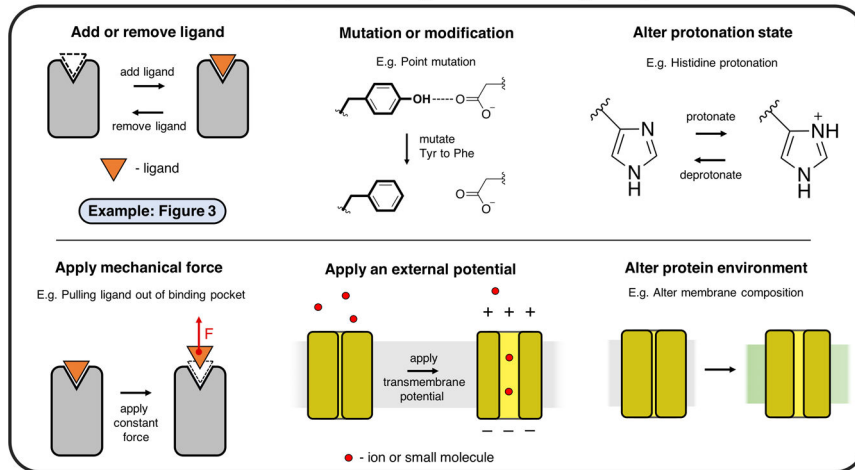 Add or remove ligand
add ligand
remove ligand
- ligand
Example: Figure 3
Mutation or modification
E.g. Point mutation
OH
O
O−
mutate
Tyr to Phe
O
O−
Alter protonation state
E.g. Histidine protonation
N
N
H
protonate
deprotonate
+
NH
N
H
Apply mechanical force
E.g. Pulling ligand out of binding pocket
F
apply
constant
force
Apply an external potential
+ + +
apply
transmembrane
potential
− − −
- ion or small molecule
Alter protein environment
E.g. Alter membrane composition